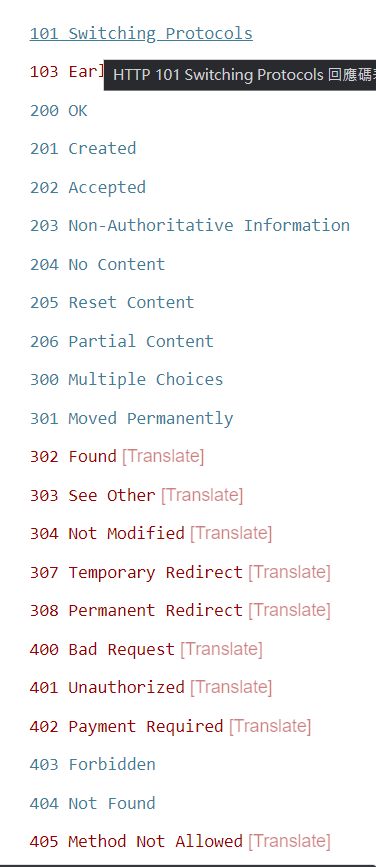 101 Switching Protocols
103
HTTP 101 Switching Protocols 回應碼
200 OK
201 Created
202 Accepted
203 Non-Authoritative Information
204 No Content
205 Reset Content
206 Partial Content
300 Multiple Choices
301 Moved Permanently
302 Found [Translate]
303 See Other [Translate]
304 Not Modified [Translate]
307 Temporary Redirect [Translate]
308 Permanent Redirect [Translate]
400 Bad Request [Translate]
401 Unauthorized [Translate]
402 Payment Required [Translate]
403 Forbidden
404 Not Found
405 Method Not Allowed [Translate]